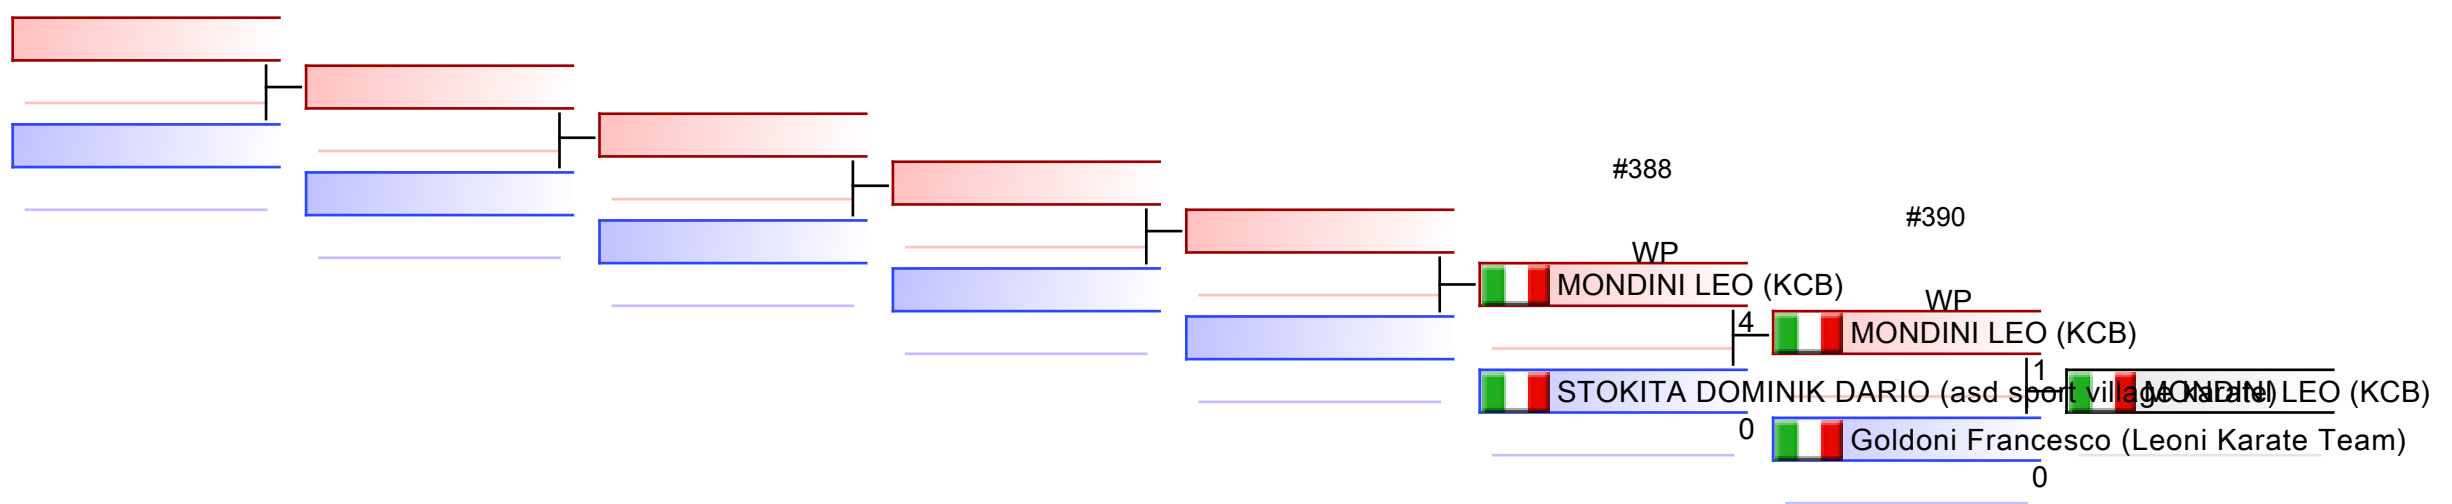 #388
#390
WP
MONDINI LEO (KCB)
WP
4
MONDINI LEO (KCB)
1
STOKITA DOMINIK DARIO (asd sport village karate)
MONDINI LEO (KCB)
0
Goldoni Francesco (Leoni Karate Team)
0